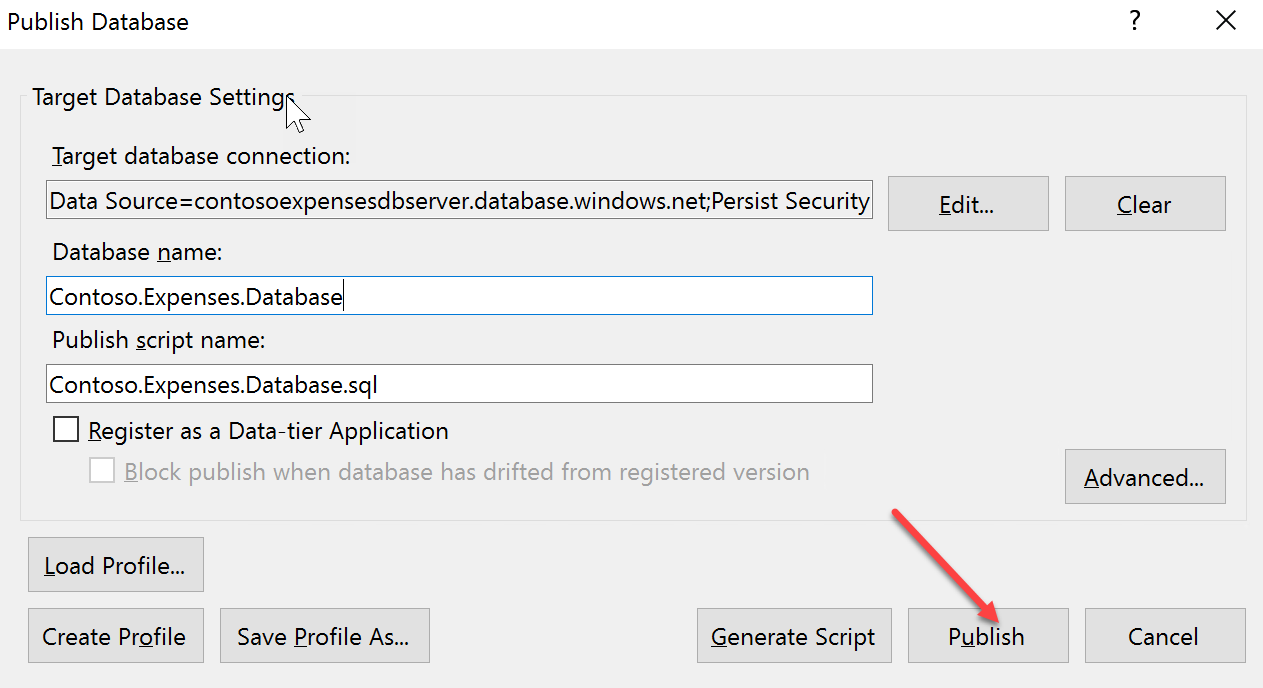 Publish Database
?
Target Database Settings
Target database connection:
Data Source=contosoexpensesdbserver.database.windows.net;Persist Security
Edit...
Clear
Database name:
Contoso.Expenses.Database
Publish script name:
Contoso.Expenses.Database.sql
Register as a Data-tier Application
Block publish when database has drifted from registered version
Advanced...
Load Profile...
Create Profile
Save Profile As...
Generate Script
Publish
Cancel